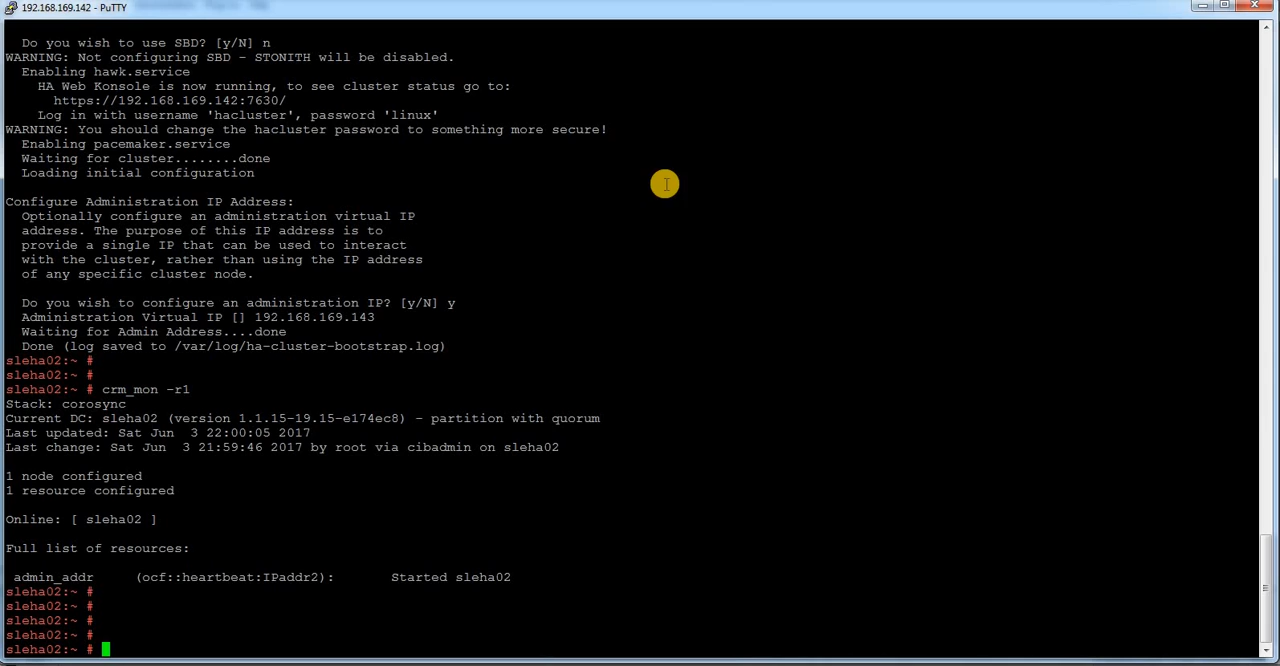 192.168.169.142 - PuTTY
Do you wish to use SBD? [y/N] n
WARNING: Not configuring SBD - STONITH will be disabled.
Enabling hawk.service
HA Web Konsole is now running, to see cluster status go to:
https://192.168.169.142:7630/
Log in with username 'hacluster', password 'linux'
WARNING: You should change the hacluster password to something more secure!
Enabling pacemaker.service
Waiting for cluster........done
Loading initial configuration
Configure Administration IP Address:
Optionally configure an administration virtual IP
address. The purpose of this IP address is to
provide a single IP that can be used to interact
with the cluster, rather than using the IP address
of any specific cluster node.
Do you wish to configure an administration IP? [y/N] y
Administration Virtual IP [] 192.168.169.143
Waiting for Admin Address....done
Done (log saved to /var/log/ha-cluster-bootstrap.log)
sleha02:~ #
sleha02:~ #
sleha02:~ # crm_mon -r1
Stack: corosync
Current DC: sleha02 (version 1.1.15-19.15-e174ec8) - partition with quorum
Last updated: Sat Jun  3 22:00:05 2017
Last change: Sat Jun  3 21:59:46 2017 by root via cibadmin on sleha02
1 node configured
1 resource configured
Online: [ sleha02 ]
Full list of resources:
admin_addr     (ocf::heartbeat:IPaddr2):       Started sleha02
sleha02:~ #
sleha02:~ #
sleha02:~ #
sleha02:~ #
sleha02:~ #